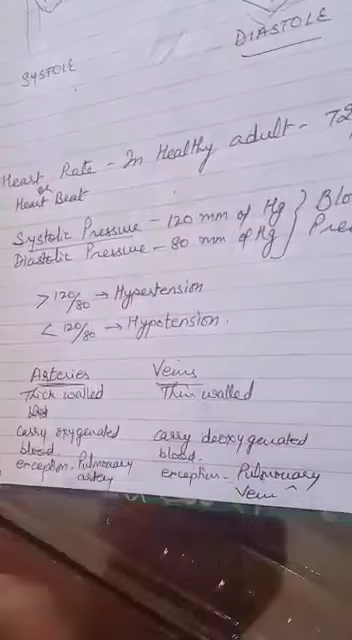 SYSTOLE
DIASTOLE
Heart Rate - In Healthy adult - 72
or
Heart Beat
Systolic Pressure - 120 mm of Hg } Blo
Diastolic Pressure - 80 mm of Hg Pre
> 120/80 → Hypertension
< 120/80 → Hypotension.
Arteries Veins
Thick walled Thin walled
carry oxygenated carry deoxygenated
blood. blood.
exception. Pulmonary exception - Pulmonary
artery Vein